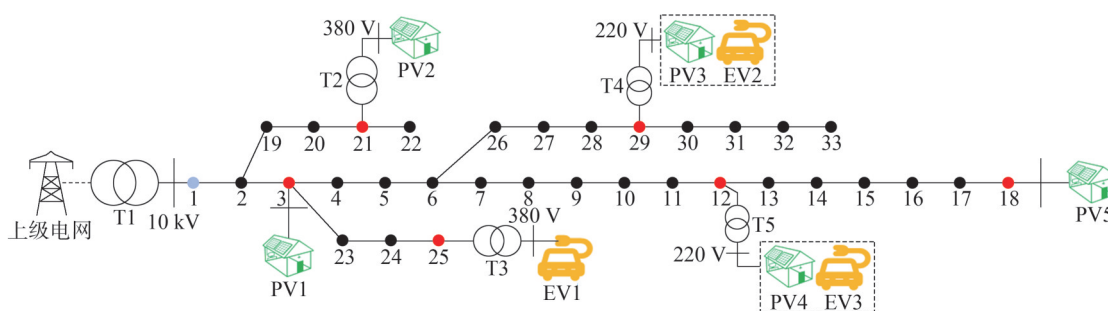 380 V
PV2
T2
220 V
PV3 EV2
T4
19 20 21 22
26 27 28 29 30 31 32 33
上级电网
T1
10 kV
1 2 3 4 5 6 7 8 9 10 11 12 13 14 15 16 17 18
PV5
23 24 25
T3
380 V
EV1
PV1
T5
220 V
PV4 EV3